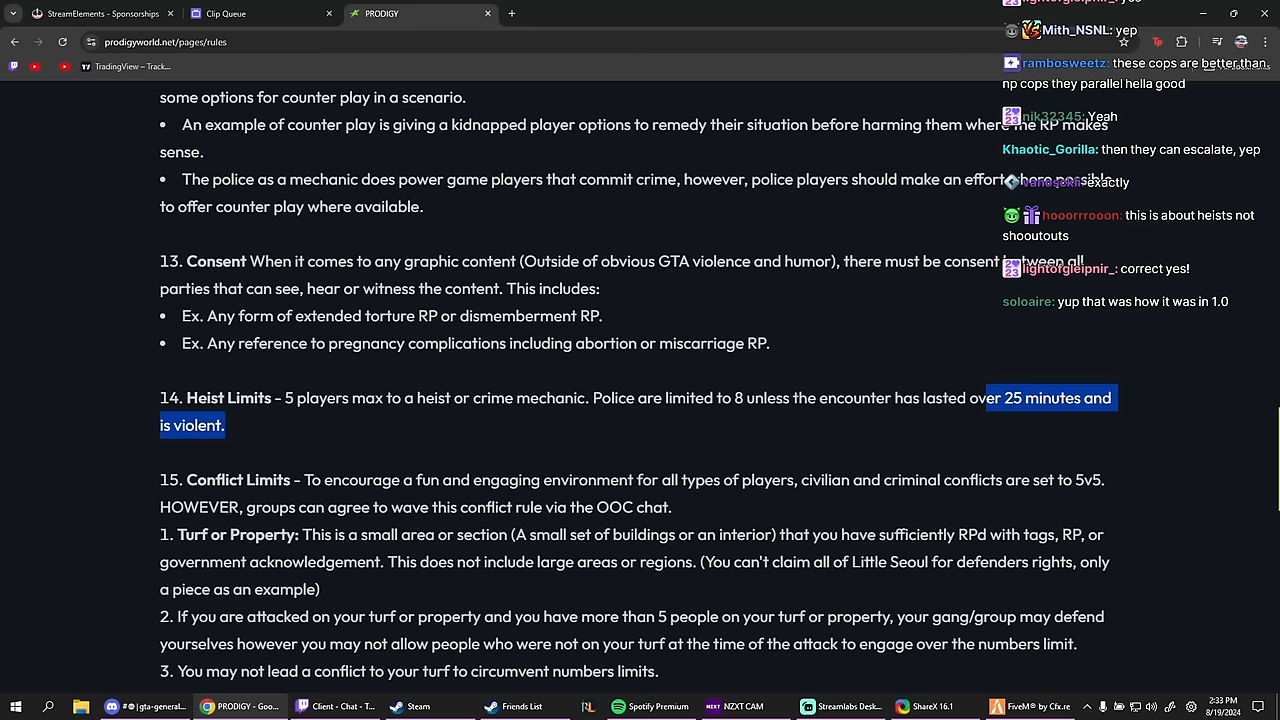 StreamElements - Sponsorships
Clip Queue
PRODIGY
prodigyworld.net/pages/rules
TradingView – Track...
some options for counter play in a scenario.
• An example of counter play is giving a kidnapped player options to remedy their situation before harming them where the RP makes
sense.
• The police as a mechanic does power game players that commit crime, however, police players should make an effort where possible
to offer counter play where available.
13. Consent When it comes to any graphic content (Outside of obvious GTA violence and humor), there must be consent between all
parties that can see, hear or witness the content. This includes:
• Ex. Any form of extended torture RP or dismemberment RP.
• Ex. Any reference to pregnancy complications including abortion or miscarriage RP.
14. Heist Limits - 5 players max to a heist or crime mechanic. Police are limited to 8 unless the encounter has lasted over 25 minutes and
is violent.
15. Conflict Limits - To encourage a fun and engaging environment for all types of players, civilian and criminal conflicts are set to 5v5.
HOWEVER, groups can agree to wave this conflict rule via the OOC chat.
1. Turf or Property: This is a small area or section (A small set of buildings or an interior) that you have sufficiently RPd with tags, RP, or
government acknowledgement. This does not include large areas or regions. (You can't claim all of Little Seoul for defenders rights, only
a piece as an example)
2. If you are attacked on your turf or property and you have more than 5 people on your turf or property, your gang/group may defend
yourselves however you may not allow people who were not on your turf at the time of the attack to engage over the numbers limit.
3. You may not lead a conflict to your turf to circumvent numbers limits.
lightofgleipnir_: yes
Mith_NSNL: yep
rambosweetz: these cops are better than
np cops they parallel hella good
nik32345: Yeah
Khaotic_Gorilla: then they can escalate, yep
exactly
hooorrrooon: this is about heists not
shooutouts
lightofgleipnir_: correct yes!
soloaire: yup that was how it was in 1.0
#🌐|gta-general...
PRODIGY - Goo...
Client - Chat - T...
Steam
Friends List
Spotify Premium
NEXT
NZXT CAM
Streamlabs Desk...
ShareX 16.1
FiveM® by Cfx.re
2:33 PM
8/19/2024